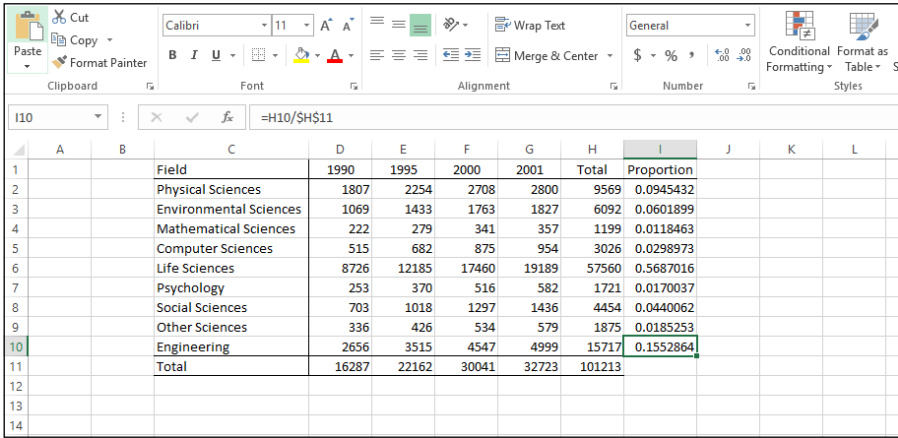 Cut
Copy
Paste
Format Painter
Clipboard
Calibri 11 A A
B I U A
Font
Wrap Text
Merge & Center
Alignment
General
$ % , .0 .00 .00 .0
Number
Conditional Formatting
Format as Table
Styles
S
I10 fx =H10/$H$11
A B C D E F G H I J K L
1 Field 1990 1995 2000 2001 Total Proportion
2 Physical Sciences 1807 2254 2708 2800 9569 0.0945432
3 Environmental Sciences 1069 1433 1763 1827 6092 0.0601899
4 Mathematical Sciences 222 279 341 357 1199 0.0118463
5 Computer Sciences 515 682 875 954 3026 0.0298973
6 Life Sciences 8726 12185 17460 19189 57560 0.5687016
7 Psychology 253 370 516 582 1721 0.0170037
8 Social Sciences 703 1018 1297 1436 4454 0.0440062
9 Other Sciences 336 426 534 579 1875 0.0185253
10 Engineering 2656 3515 4547 4999 15717 0.1552864
11 Total 16287 22162 30041 32723 101213
12
13
14